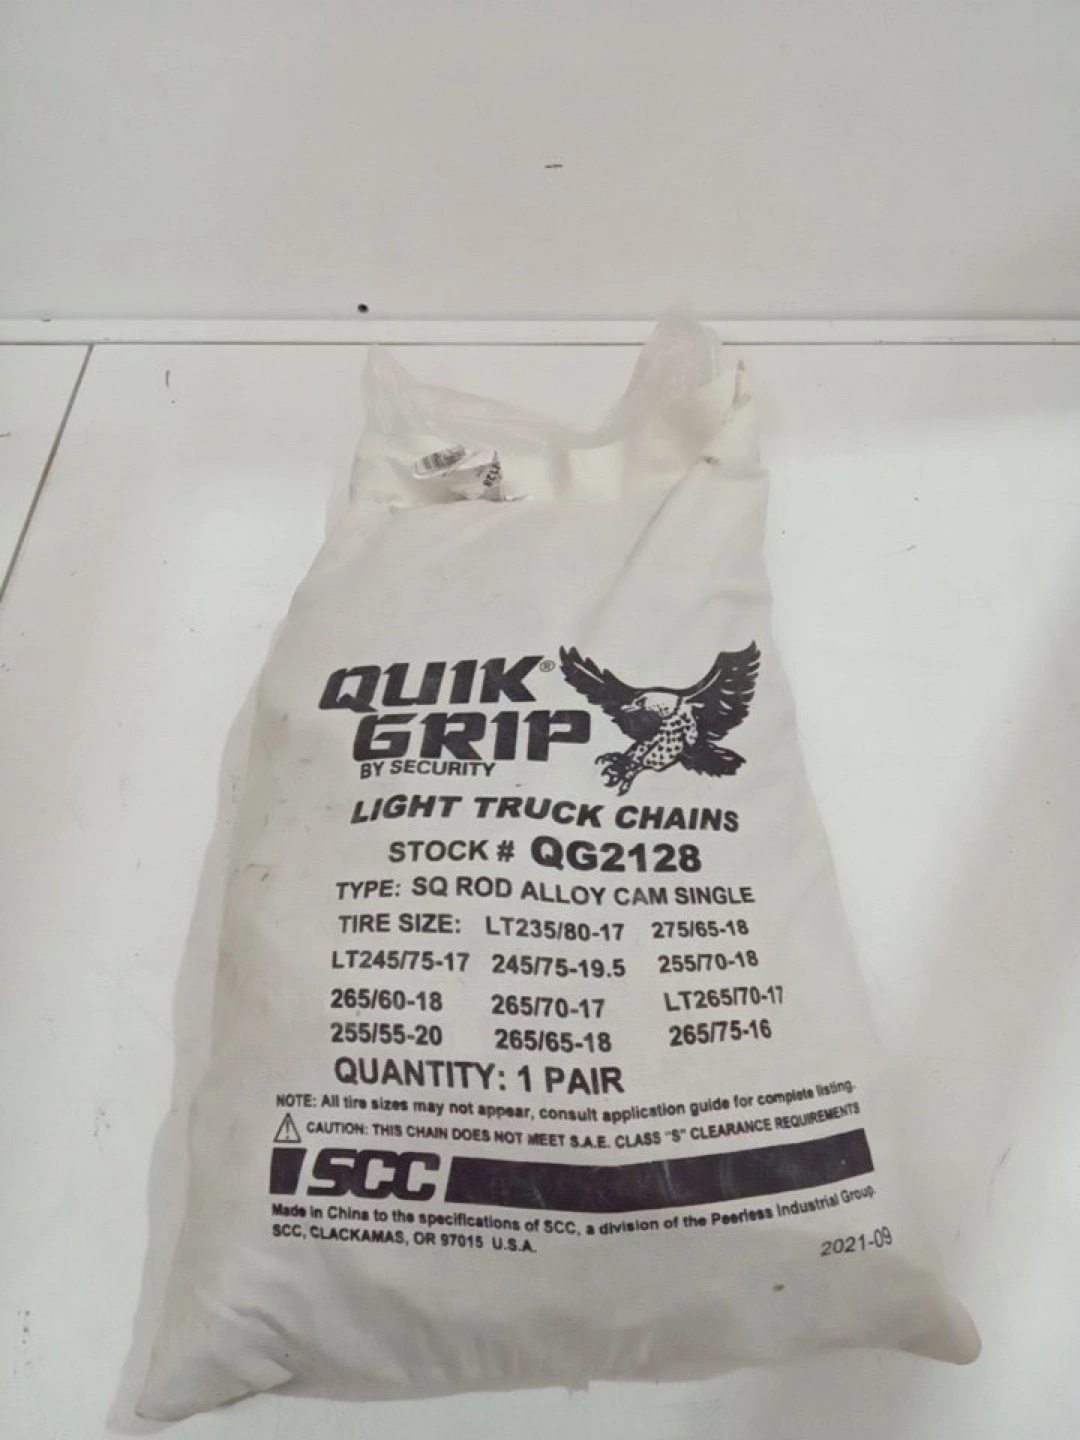 QUIK®
GRIP
BY SECURITY
LIGHT TRUCK CHAINS
STOCK # QG2128
TYPE: SQ ROD ALLOY CAM SINGLE
TIRE SIZE: LT235/80-17 275/65-18
LT245/75-17 245/75-19.5 255/70-18
265/60-18 265/70-17 LT265/70-17
255/55-20 265/65-18 265/75-16
QUANTITY: 1 PAIR
NOTE: All tire sizes may not appear, consult application guide for complete listing.
CAUTION: THIS CHAIN DOES NOT MEET S.A.E. CLASS "S" CLEARANCE REQUIREMENTS
SCC
Made in China to the specifications of SCC, a division of the Peerless Industrial Group.
SCC, CLACKAMAS, OR 97015 U.S.A.
2021-09